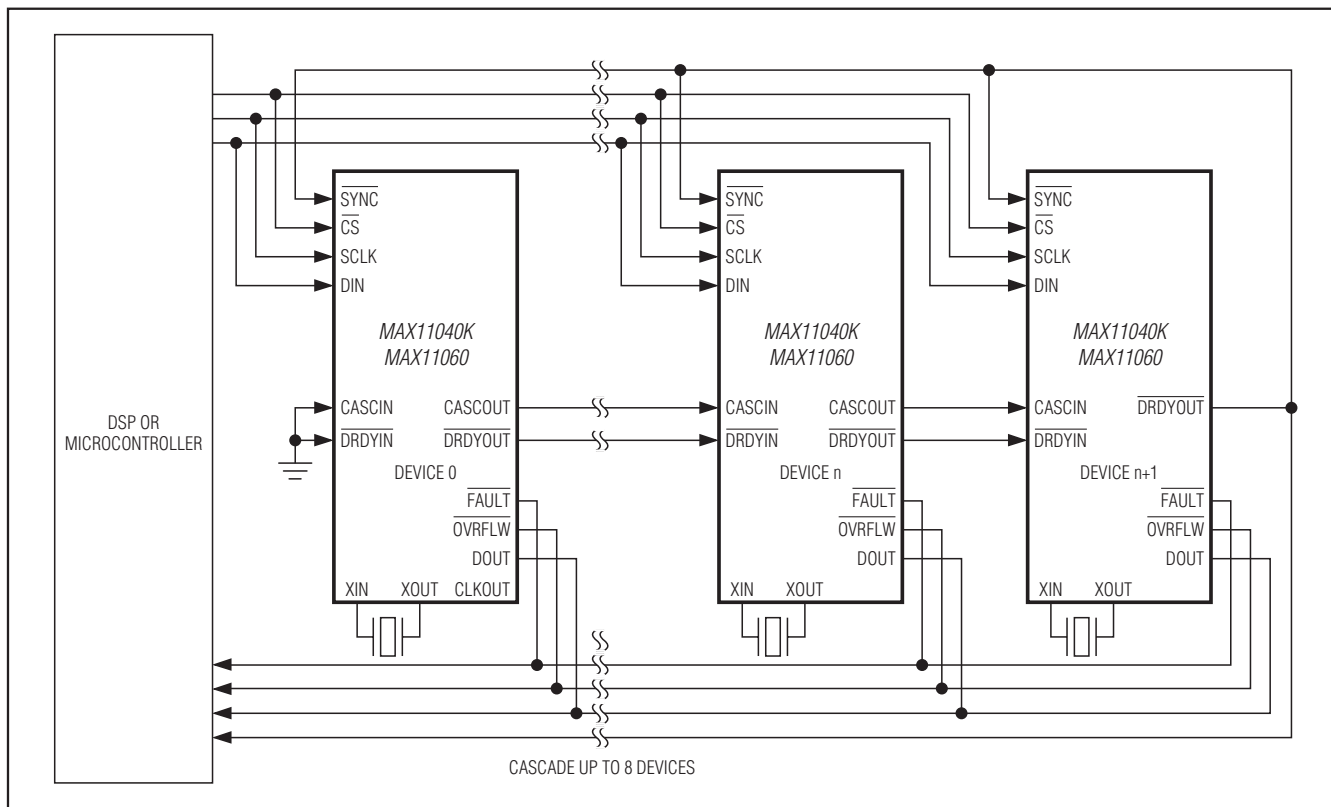 DSP OR
MICROCONTROLLER
SYNC
CS
SCLK
DIN
MAX11040K
MAX11060
CASCIN
CASCOUT
DRDYIN
DRDYOUT
DEVICE 0
FAULT
OVRFLW
DOUT
XIN
XOUT
CLKOUT
SYNC
CS
SCLK
DIN
MAX11040K
MAX11060
CASCIN
CASCOUT
DRDYIN
DRDYOUT
DEVICE n
FAULT
OVRFLW
DOUT
XIN
XOUT
SYNC
CS
SCLK
DIN
MAX11040K
MAX11060
CASCIN
DRDYOUT
DRDYIN
DEVICE n+1
FAULT
OVRFLW
DOUT
XIN
XOUT
CASCADE UP TO 8 DEVICES